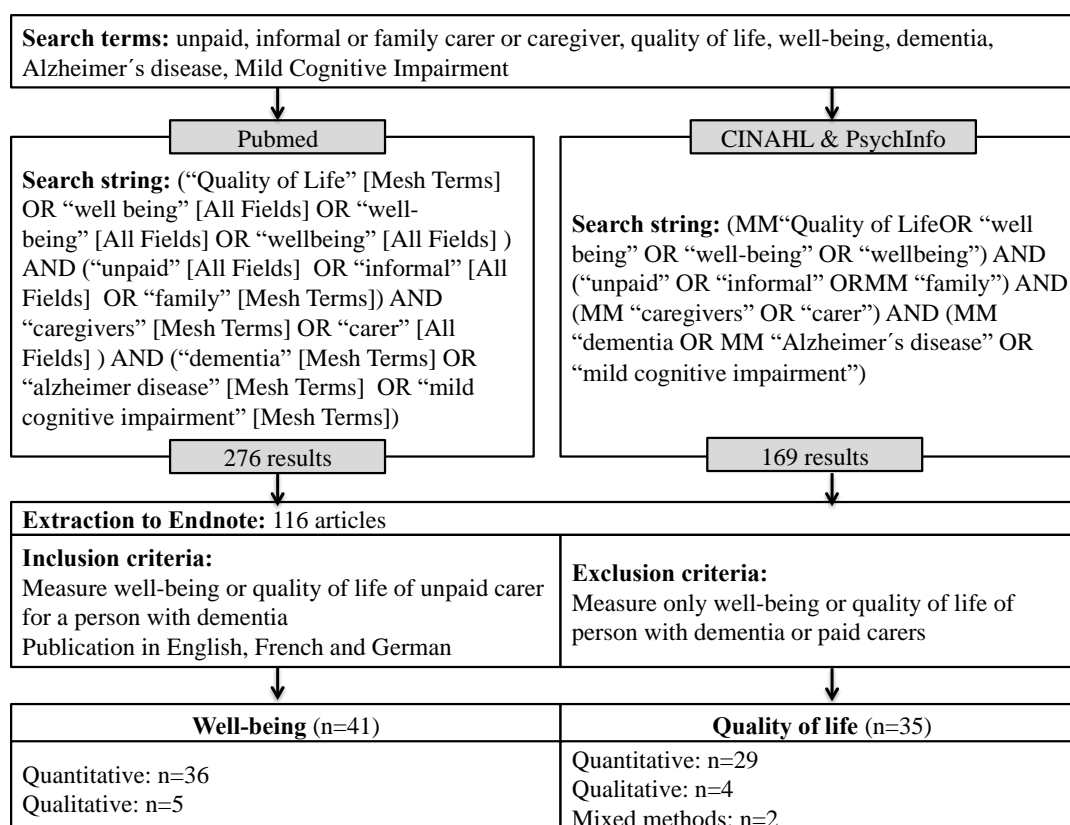 Search terms: unpaid, informal or family carer or caregiver, quality of life, well-being, dementia,
Alzheimer´s disease, Mild Cognitive Impairment
Pubmed
Search string: (“Quality of Life” [Mesh Terms]
OR “well being” [All Fields] OR “well-
being” [All Fields] OR “wellbeing” [All Fields] )
AND (“unpaid” [All Fields] OR “informal” [All
Fields] OR “family” [Mesh Terms]) AND
“caregivers” [Mesh Terms] OR “carer” [All
Fields] ) AND (“dementia” [Mesh Terms] OR
“alzheimer disease” [Mesh Terms] OR “mild
cognitive impairment” [Mesh Terms])
276 results
CINAHL & PsychInfo
Search string: (MM“Quality of LifeOR “well
being” OR “well-being” OR “wellbeing”) AND
(“unpaid” OR “informal” ORMM “family”) AND
(MM “caregivers” OR “carer”) AND (MM
“dementia OR MM “Alzheimer´s disease” OR
“mild cognitive impairment”)
169 results
Extraction to Endnote: 116 articles
Inclusion criteria:
Measure well-being or quality of life of unpaid carer
for a person with dementia
Publication in English, French and German
Exclusion criteria:
Measure only well-being or quality of life of
person with dementia or paid carers
Well-being (n=41)
Quantitative: n=36
Qualitative: n=5
Quality of life (n=35)
Quantitative: n=29
Qualitative: n=4
Mixed methods: n=2